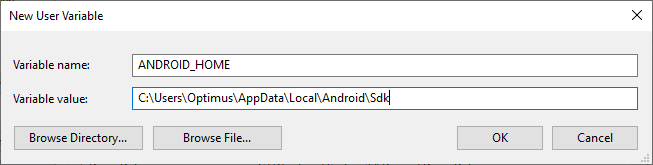 New User Variable
Variable name: ANDROID_HOME
Variable value: C:\Users\Optimus\AppData\Local\Android\Sdk
Browse Directory... Browse File... OK Cancel